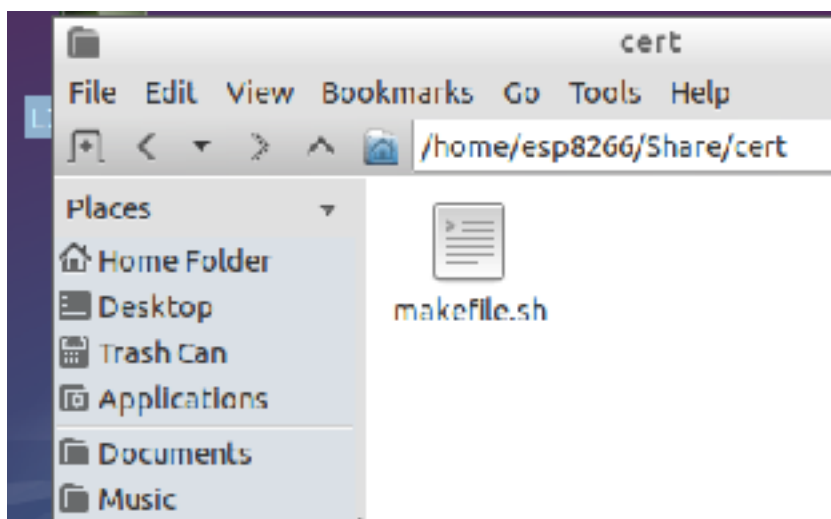 cert
File Edit View Bookmarks Go Tools Help
/home/esp8266/Share/cert
Places
Home Folder
Desktop
Trash Can
Applications
Documents
Music
makefile.sh